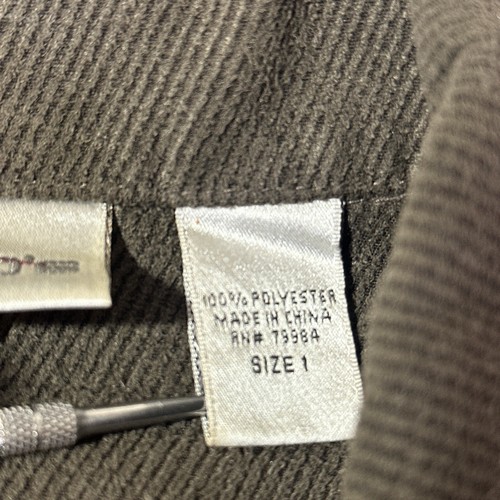 100% POLYESTER
MADE IN CHINA
RN# 79984
SIZE 1